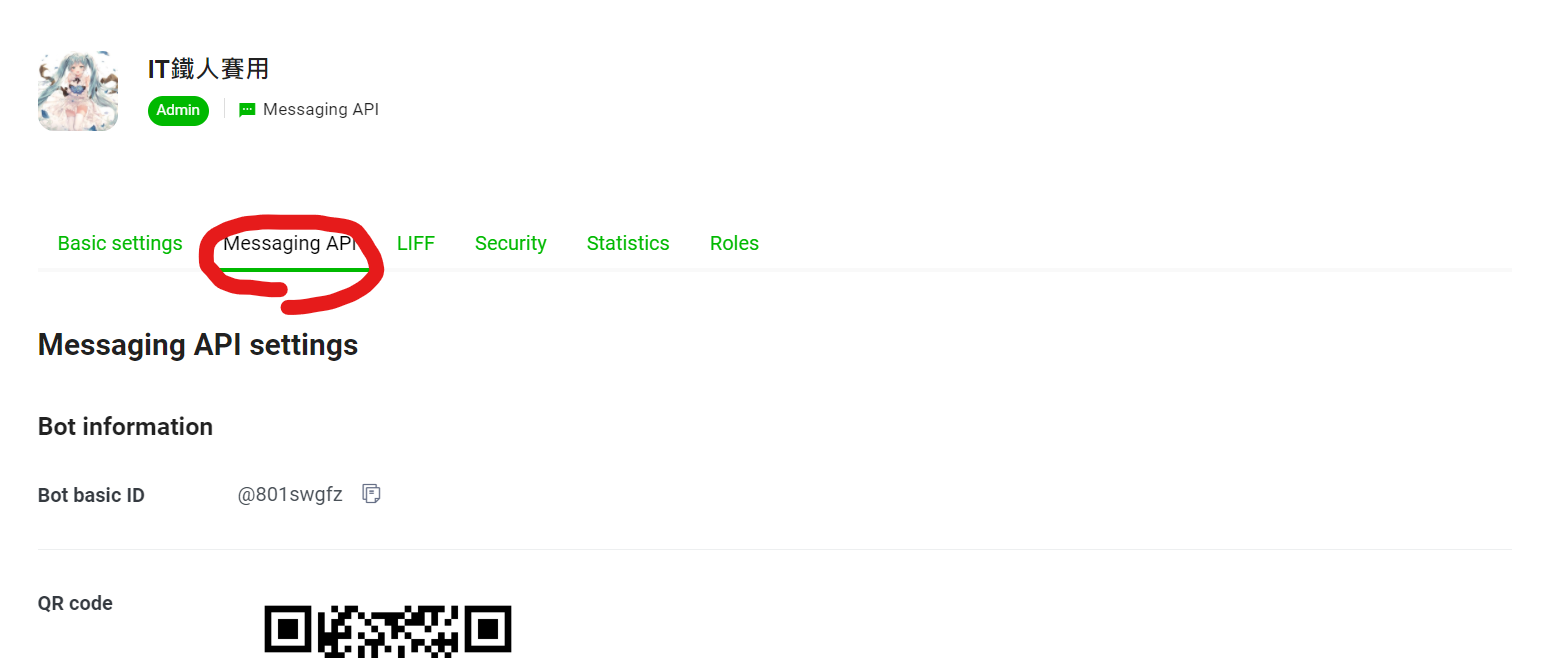 IT鐵人賽用
Admin Messaging API
Basic settings Messaging API LIFF Security Statistics Roles
Messaging API settings
Bot information
Bot basic ID @801swgfz
QR code